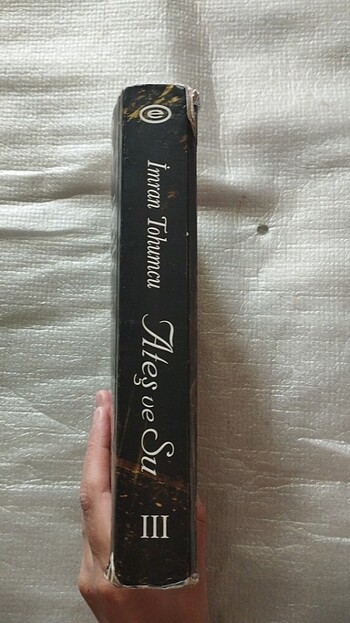 İmran Tohumcu
Ateş ve Su
III